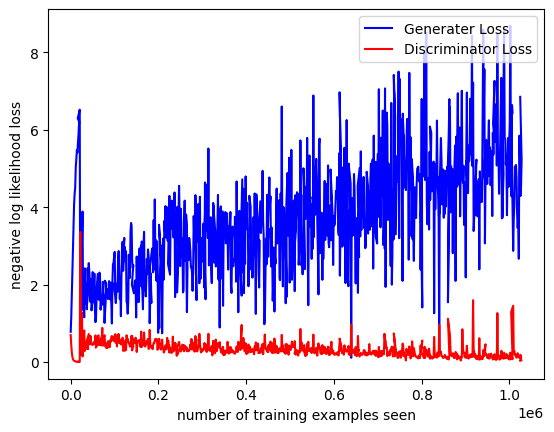 Generater Loss
Discriminator Loss
negative log likelihood loss
8
6
4
2
0
0.0 0.2 0.4 0.6 0.8 1.0
1e6
number of training examples seen